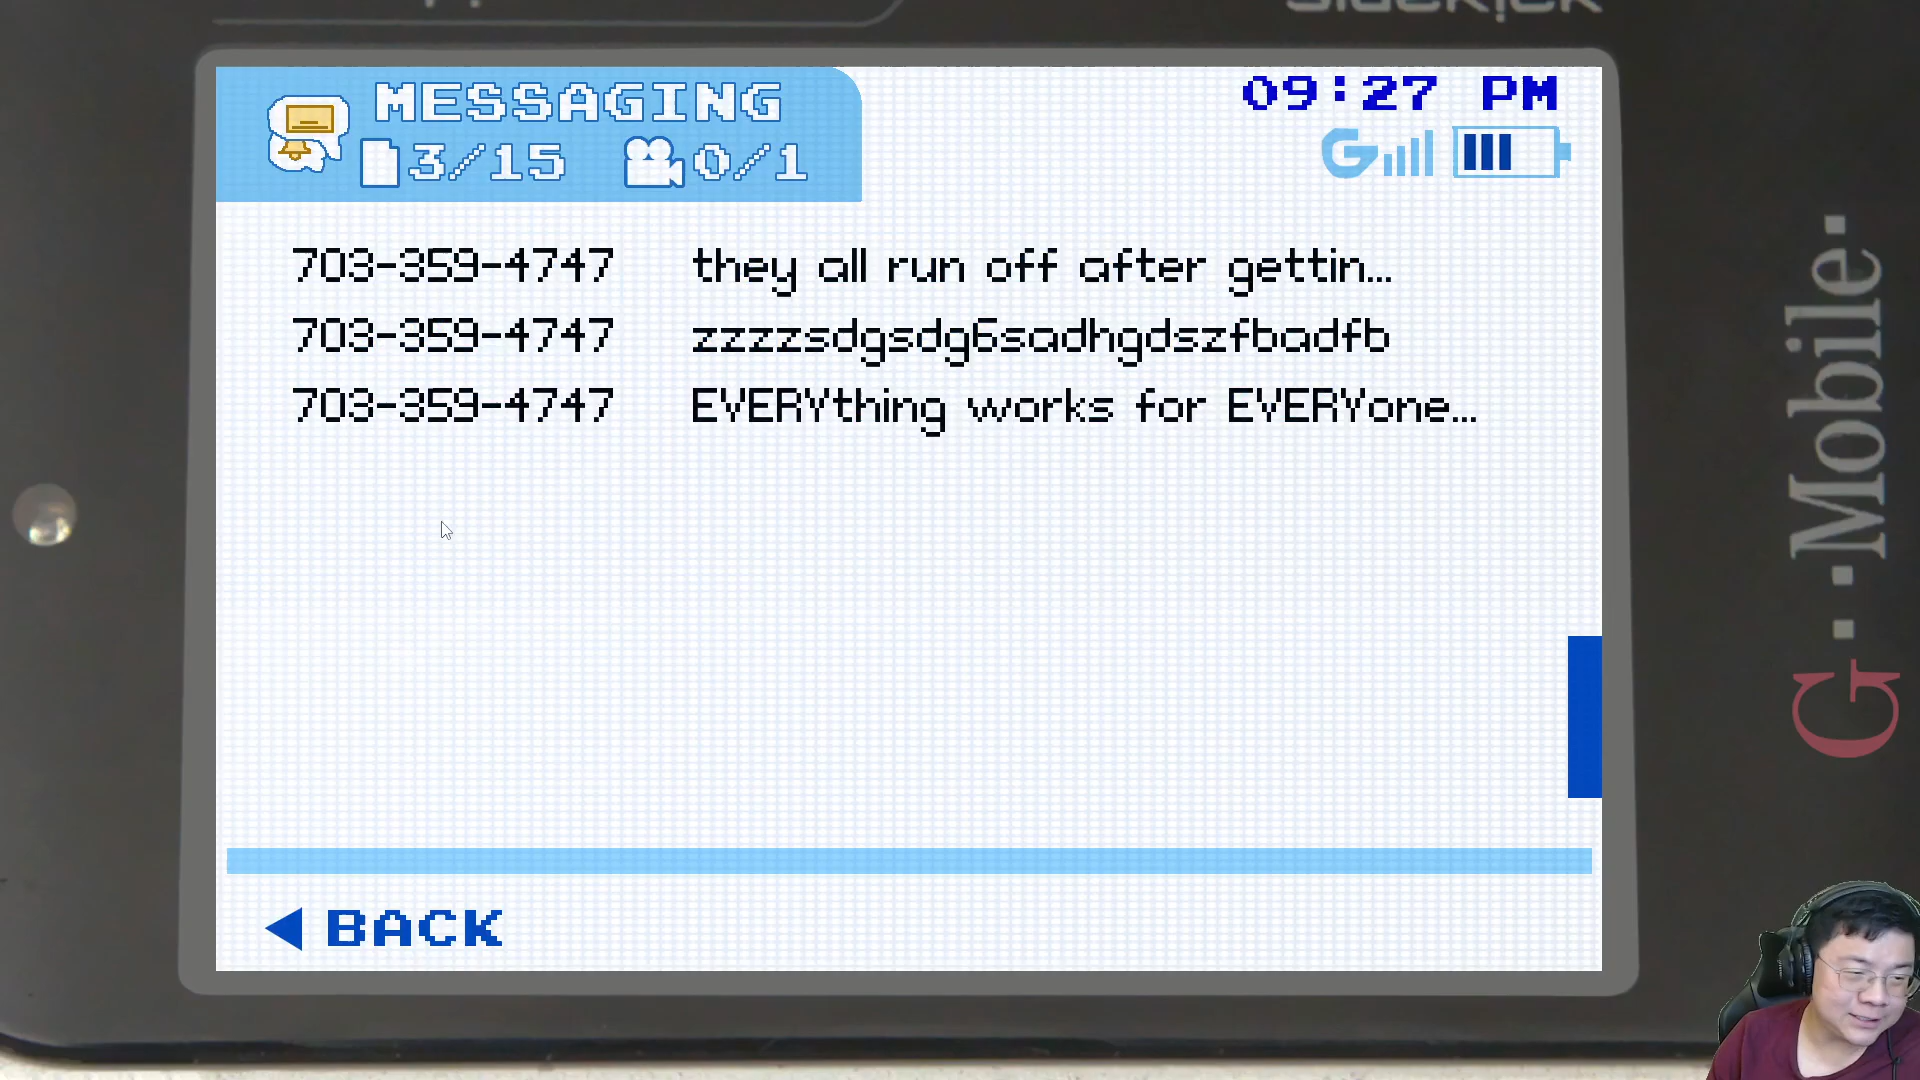 SIDEKICK
MESSAGING
3/15 0/1
09:27 PM
G
703-359-4747 they all run off after gettin...
703-359-4747 zzzzsdgsdg6sadhgdszfbadfb
703-359-4747 EVERYthing works for EVERYone...
BACK
G··Mobile·